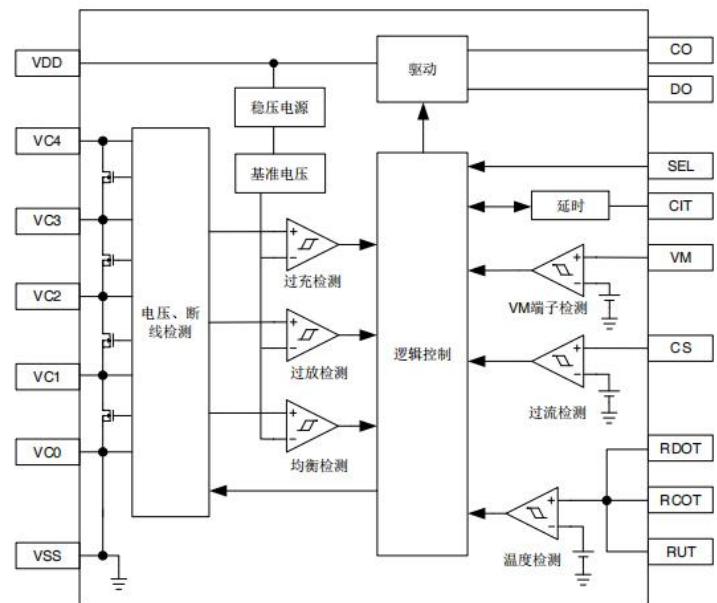 VDD
驱动
CO
DO
稳压电源
VC4
基准电压
SEL
延时
CIT
VC3
+
−
过充检测
+
−
VM
VM端子检测
VC2
电压、断
线检测
+
−
过放检测
逻辑控制
+
−
CS
过流检测
VC1
+
−
均衡检测
VC0
RDOT
+
−
RCOT
温度检测
RUT
VSS